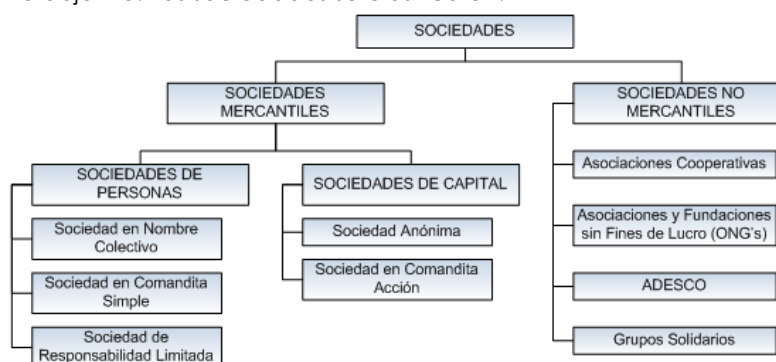 SOCIEDADES
SOCIEDADES
MERCANTILES
SOCIEDADES NO
MERCANTILES
SOCIEDADES DE
PERSONAS
SOCIEDADES DE CAPITAL
Asociaciones Cooperativas
Sociedad en Nombre
Colectivo
Sociedad Anónima
Asociaciones y Fundaciones
sin Fines de Lucro (ONG's)
Sociedad en Comandita
Simple
Sociedad en Comandita
Acción
ADESCO
Sociedad de
Responsabilidad Limitada
Grupos Solidarios